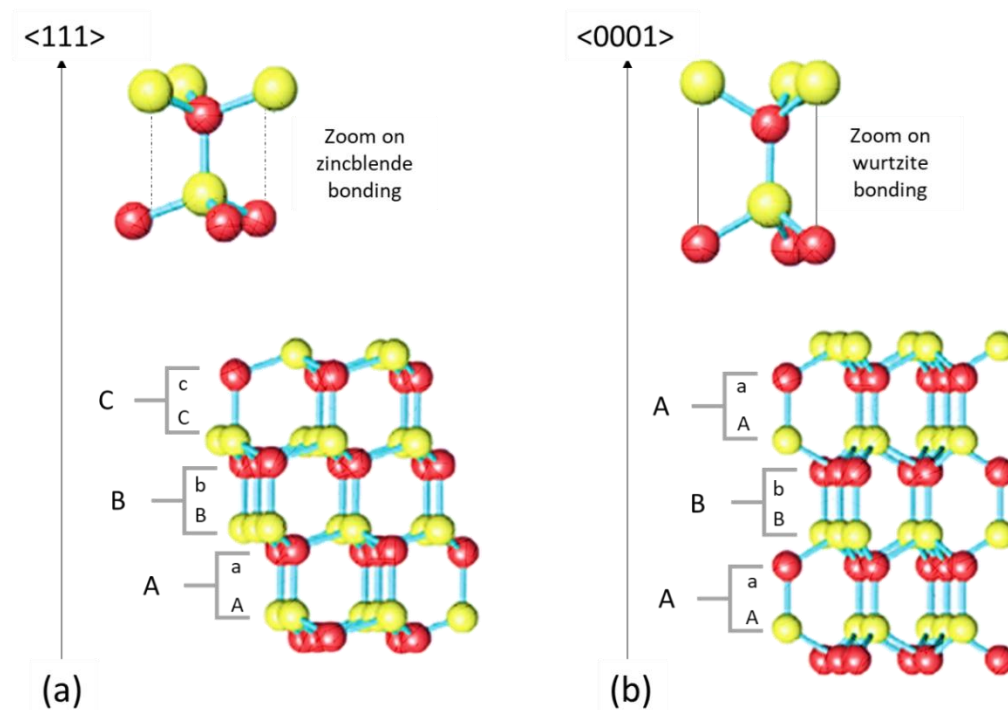 <111>
Zoom on
zincblende
bonding
C
c
C
B
b
B
A
a
A
(a)
<0001>
Zoom on
wurtzite
bonding
A
a
A
B
b
B
A
a
A
(b)